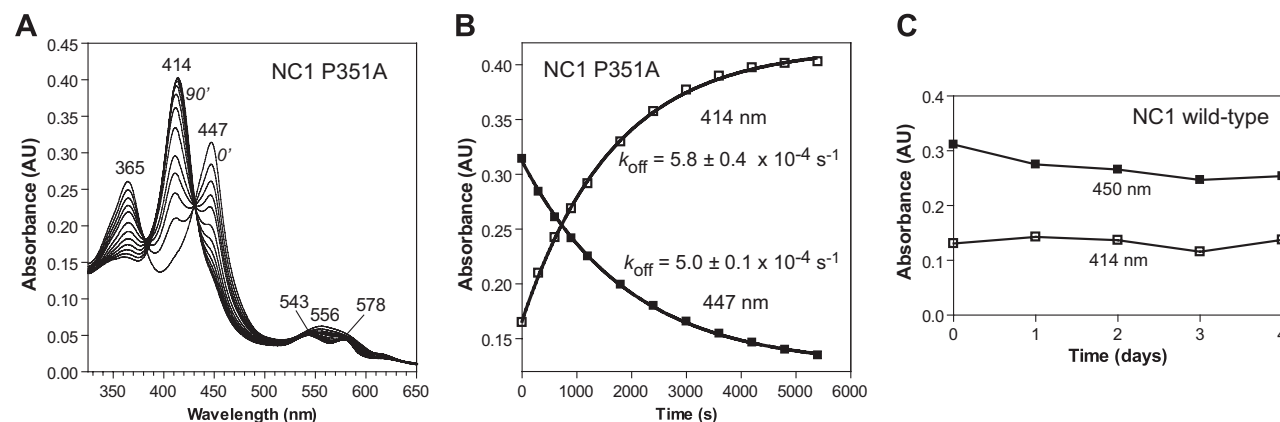 A
NC1 P351A
Absorbance (AU)
0.45
0.40
0.35
0.30
0.25
0.20
0.15
0.10
0.05
0.00
414
90'
447
0'
365
543
556
578
350
400
450
500
550
600
650
Wavelength (nm)
B
NC1 P351A
Absorbance (AU)
0.40
0.35
0.30
0.25
0.20
0.15
414 nm
koff = 5.8 ± 0.4 x 10-4 s-1
koff = 5.0 ± 0.1 x 10-4 s-1
447 nm
0
1000
2000
3000
4000
5000
6000
Time (s)
C
NC1 wild-type
Absorbance (AU)
0.4
0.3
0.2
0.1
0.0
450 nm
414 nm
0
1
2
3
4
Time (days)